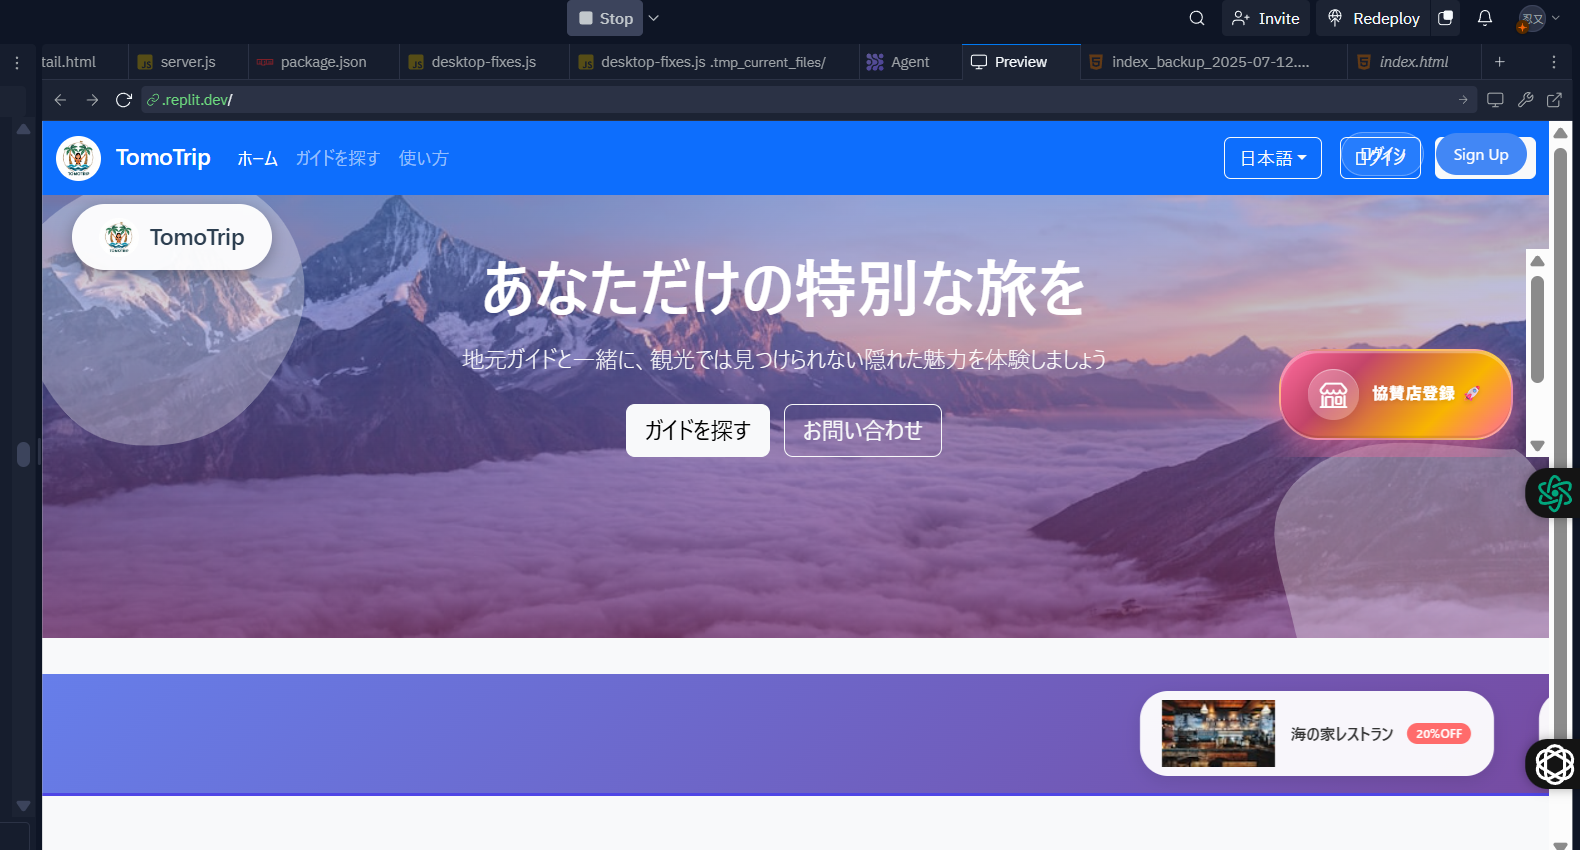 Stop
Invite
Redeploy
tail.html
server.js
package.json
desktop-fixes.js
desktop-fixes.js .tmp_current_files/
Agent
Preview
index_backup_2025-07-12....
index.html
.replit.dev/
TomoTrip
ホーム
ガイドを探す
使い方
日本語
ログイン
Sign Up
TomoTrip
あなただけの特別な旅を
地元ガイドと一緒に、観光では見つけられない隠れた魅力を体験しましょう
ガイドを探す
お問い合わせ
協賛店登録 🚀
海の家レストラン
20%OFF